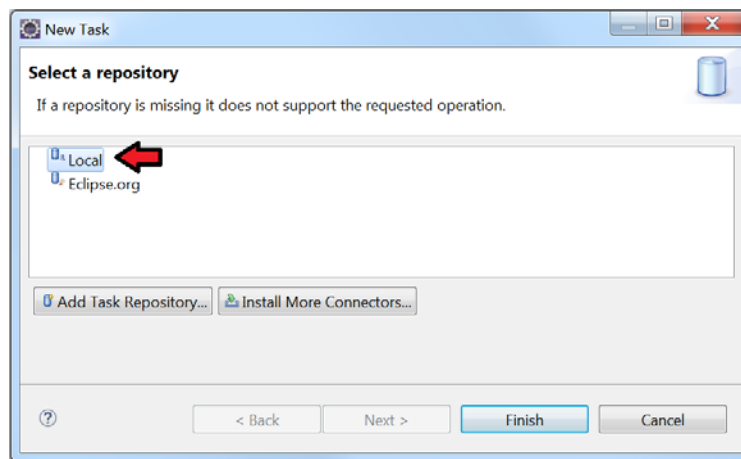 New Task
Select a repository
If a repository is missing it does not support the requested operation.
Local
Eclipse.org
Add Task Repository... Install More Connectors...
? < Back Next > Finish Cancel